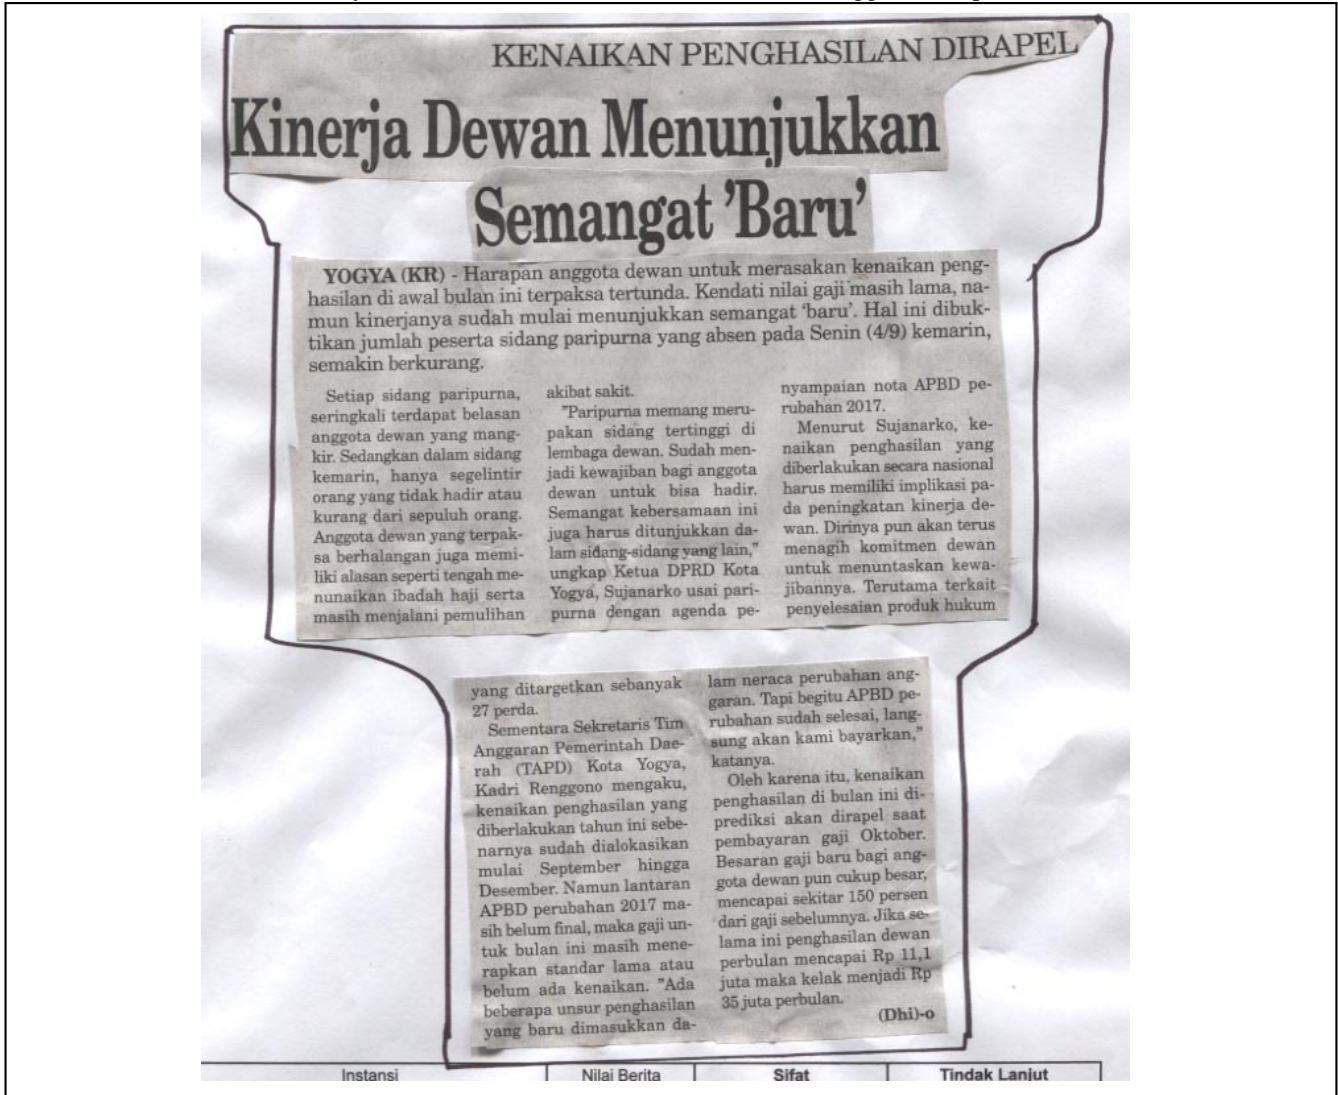 KENAIKAN PENGHASILAN DIRAPEL
Kinerja Dewan Menunjukkan
Semangat 'Baru'
YOGYA (KR) - Harapan anggota dewan untuk merasakan kenaikan peng-
hasilan di awal bulan ini terpaksa tertunda. Kendati nilai gaji masih lama, na-
mun kinerjanya sudah mulai menunjukkan semangat 'baru'. Hal ini dibuk-
tikan jumlah peserta sidang paripurna yang absen pada Senin (4/9) kemarin,
semakin berkurang.
Setiap sidang paripurna,
seringkali terdapat belasan
anggota dewan yang mang-
kir. Sedangkan dalam sidang
kemarin, hanya segelintir
orang yang tidak hadir atau
kurang dari sepuluh orang.
Anggota dewan yang terpak-
sa berhalangan juga memi-
liki alasan seperti tengah me-
nunaikan ibadah haji serta
masih menjalani pemulihan
akibat sakit.
"Paripurna memang meru-
pakan sidang tertinggi di
lembaga dewan. Sudah men-
jadi kewajiban bagi anggota
dewan untuk bisa hadir.
Semangat kebersamaan ini
juga harus ditunjukkan da-
lam sidang-sidang yang lain,"
ungkap Ketua DPRD Kota
Yogya, Sujanarko usai pari-
purna dengan agenda pe-
nyampaian nota APBD pe-
rubahan 2017.
Menurut Sujanarko, ke-
naikan penghasilan yang
diberlakukan secara nasional
harus memiliki implikasi pa-
da peningkatan kinerja de-
wan. Dirinya pun akan terus
menagih komitmen dewan
untuk menuntaskan kewa-
jibannya. Terutama terkait
penyelesaian produk hukum
yang ditargetkan sebanyak
27 perda.
Sementara Sekretaris Tim
Anggaran Pemerintah Dae-
rah (TAPD) Kota Yogya,
Kadri Renggono mengaku,
kenaikan penghasilan yang
diberlakukan tahun ini sebe-
narnya sudah dialokasikan
mulai September hingga
Desember. Namun lantaran
APBD perubahan 2017 ma-
sih belum final, maka gaji un-
tuk bulan ini masih mene-
rapkan standar lama atau
belum ada kenaikan. "Ada
beberapa unsur penghasilan
yang baru dimasukkan da-
lam neraca perubahan ang-
garan. Tapi begitu APBD pe-
rubahan sudah selesai, lang-
sung akan kami bayarkan,"
katanya.
Oleh karena itu, kenaikan
penghasilan di bulan ini di-
prediksi akan dirapel saat
pembayaran gaji Oktober.
Besaran gaji baru bagi ang-
gota dewan pun cukup besar,
mencapai sekitar 150 persen
dari gaji sebelumnya. Jika se-
lama ini penghasilan dewan
perbulan mencapai Rp 11,1
juta maka kelak menjadi Rp
35 juta perbulan.
(Dhi)-o
Instansi
Nilai Berita
Sifat
Tindak Lanjut